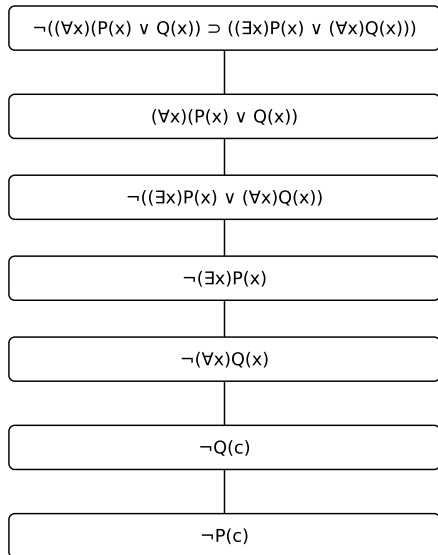 ¬((∀x)(P(x) ∨ Q(x)) ⊃ ((∃x)P(x) ∨ (∀x)Q(x)))
(∀x)(P(x) ∨ Q(x))
¬((∃x)P(x) ∨ (∀x)Q(x))
¬(∃x)P(x)
¬(∀x)Q(x)
¬Q(c)
¬P(c)